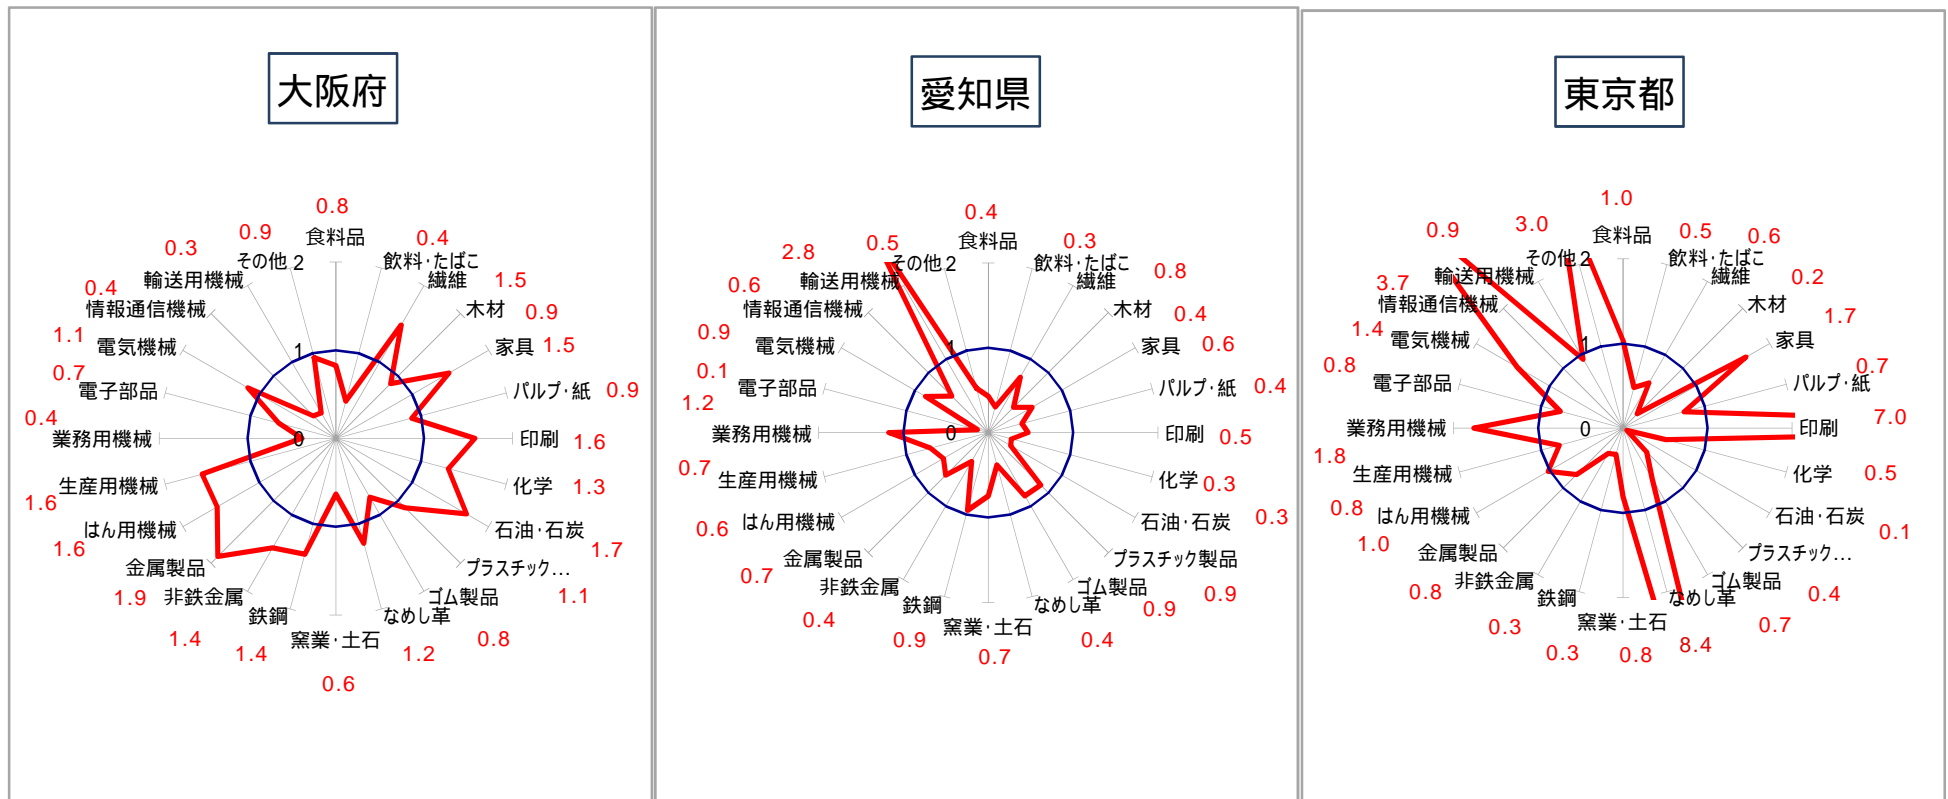 大阪府
0.8
食料品
0.4
飲料・たばこ
繊維
1.5
木材
0.9
家具
1.5
パルプ・紙
0.9
印刷
1.6
化学
1.3
石油・石炭
1.7
プラスチック…
1.1
ゴム製品
0.8
なめし革
1.2
窯業・土石
0.6
鉄鋼
1.4
非鉄金属
1.4
金属製品
1.9
はん用機械
1.6
生産用機械
1.6
業務用機械
0.4
電子部品
0.7
電気機械
1.1
情報通信機械
0.4
輸送用機械
0.3
その他
0.9
2
1
0
愛知県
0.4
食料品
0.3
飲料・たばこ
繊維
0.8
木材
0.4
家具
0.6
パルプ・紙
0.4
印刷
0.5
化学
0.3
石油・石炭
0.3
プラスチック製品
0.9
ゴム製品
0.9
なめし革
0.4
窯業・土石
0.7
鉄鋼
0.9
非鉄金属
0.4
金属製品
0.7
はん用機械
0.6
生産用機械
0.7
業務用機械
1.2
電子部品
0.1
電気機械
0.9
情報通信機械
0.6
輸送用機械
2.8
その他
0.5
2
1
0
東京都
1.0
食料品
0.5
飲料・たばこ
繊維
0.6
木材
0.2
家具
1.7
パルプ・紙
0.7
印刷
7.0
化学
0.5
石油・石炭
0.1
プラスチック…
0.4
ゴム製品
0.7
なめし革
8.4
窯業・土石
0.8
鉄鋼
0.3
非鉄金属
0.3
金属製品
0.8
はん用機械
1.0
生産用機械
0.8
業務用機械
1.8
電子部品
0.8
電気機械
1.4
情報通信機械
3.7
輸送用機械
0.9
その他
3.0
2
1
0